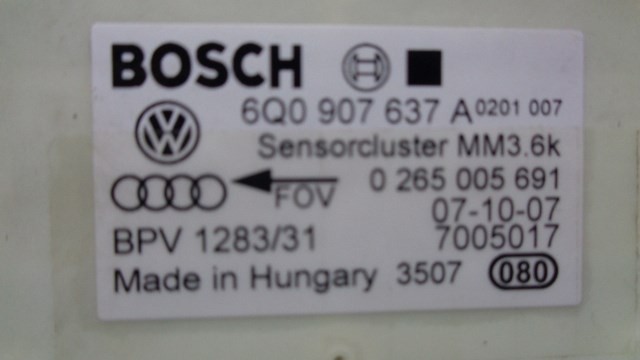 BOSCH
6Q0 907 637 A 0201 007
Sensorcluster MM3.6k
FOV 0 265 005 691
07-10-07
BPV 1283/31 7005017
Made in Hungary 3507 080